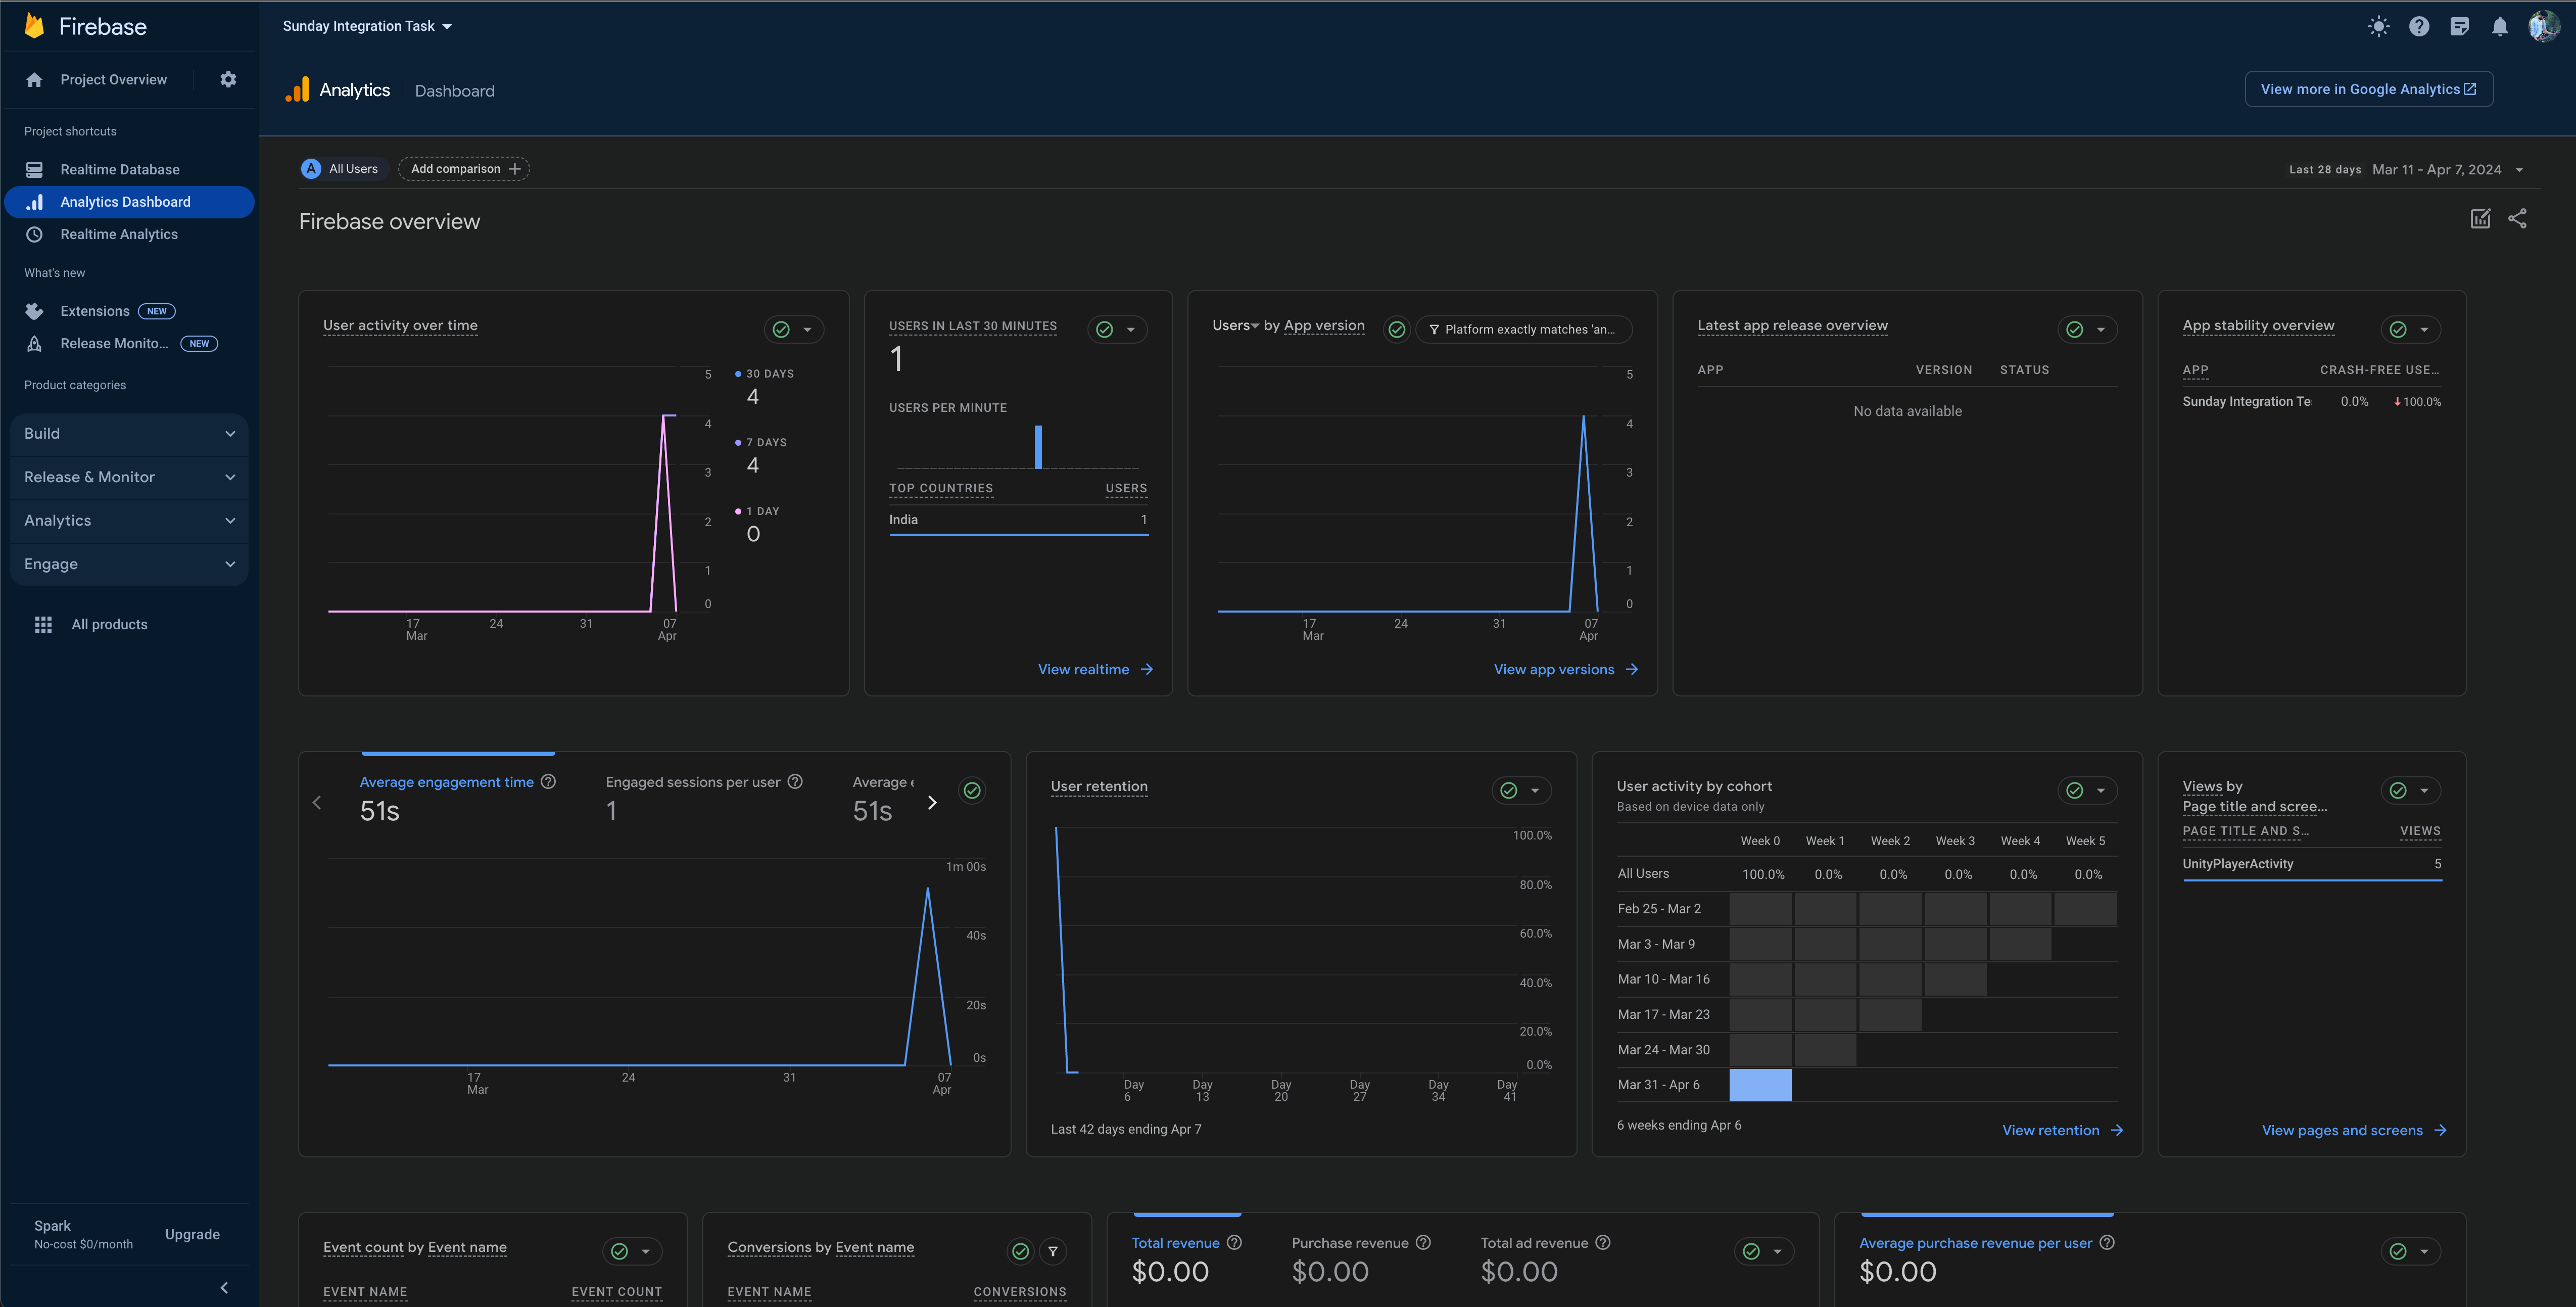 Firebase
Project Overview
Project shortcuts
Realtime Database
Analytics Dashboard
Realtime Analytics
What's new
Extensions NEW
Release Monito... NEW
Product categories
Build
Release & Monitor
Analytics
Engage
All products
Spark
No-cost $0/month
Upgrade
Sunday Integration Task
Analytics Dashboard
View more in Google Analytics
A All Users Add comparison
Last 28 days Mar 11 - Apr 7, 2024
Firebase overview
User activity over time
5
4
3
2
1
0
17 Mar
24
31
07 Apr
30 DAYS
4
7 DAYS
4
1 DAY
0
USERS IN LAST 30 MINUTES
1
USERS PER MINUTE
TOP COUNTRIES USERS
India 1
View realtime
Users by App version
Platform exactly matches 'an...
5
4
3
2
1
0
17 Mar
24
31
07 Apr
View app versions
Latest app release overview
APP VERSION STATUS
No data available
App stability overview
APP CRASH-FREE USE...
Sunday Integration Te 0.0% 100.0%
Average engagement time
51s
Engaged sessions per user
1
Average
51s
1m 00s
40s
20s
0s
17 Mar
24
31
07 Apr
User retention
100.0%
80.0%
60.0%
40.0%
20.0%
0.0%
Day 6
Day 13
Day 20
Day 27
Day 34
Day 41
Last 42 days ending Apr 7
User activity by cohort
Based on device data only
Week 0 Week 1 Week 2 Week 3 Week 4 Week 5
All Users 100.0% 0.0% 0.0% 0.0% 0.0% 0.0%
Feb 25 - Mar 2
Mar 3 - Mar 9
Mar 10 - Mar 16
Mar 17 - Mar 23
Mar 24 - Mar 30
Mar 31 - Apr 6
6 weeks ending Apr 6
View retention
Views by
Page title and scree...
PAGE TITLE AND S... VIEWS
UnityPlayerActivity 5
View pages and screens
Event count by Event name
EVENT NAME EVENT COUNT
Conversions by Event name
EVENT NAME CONVERSIONS
Total revenue
$0.00
Purchase revenue
$0.00
Total ad revenue
$0.00
Average purchase revenue per user
$0.00